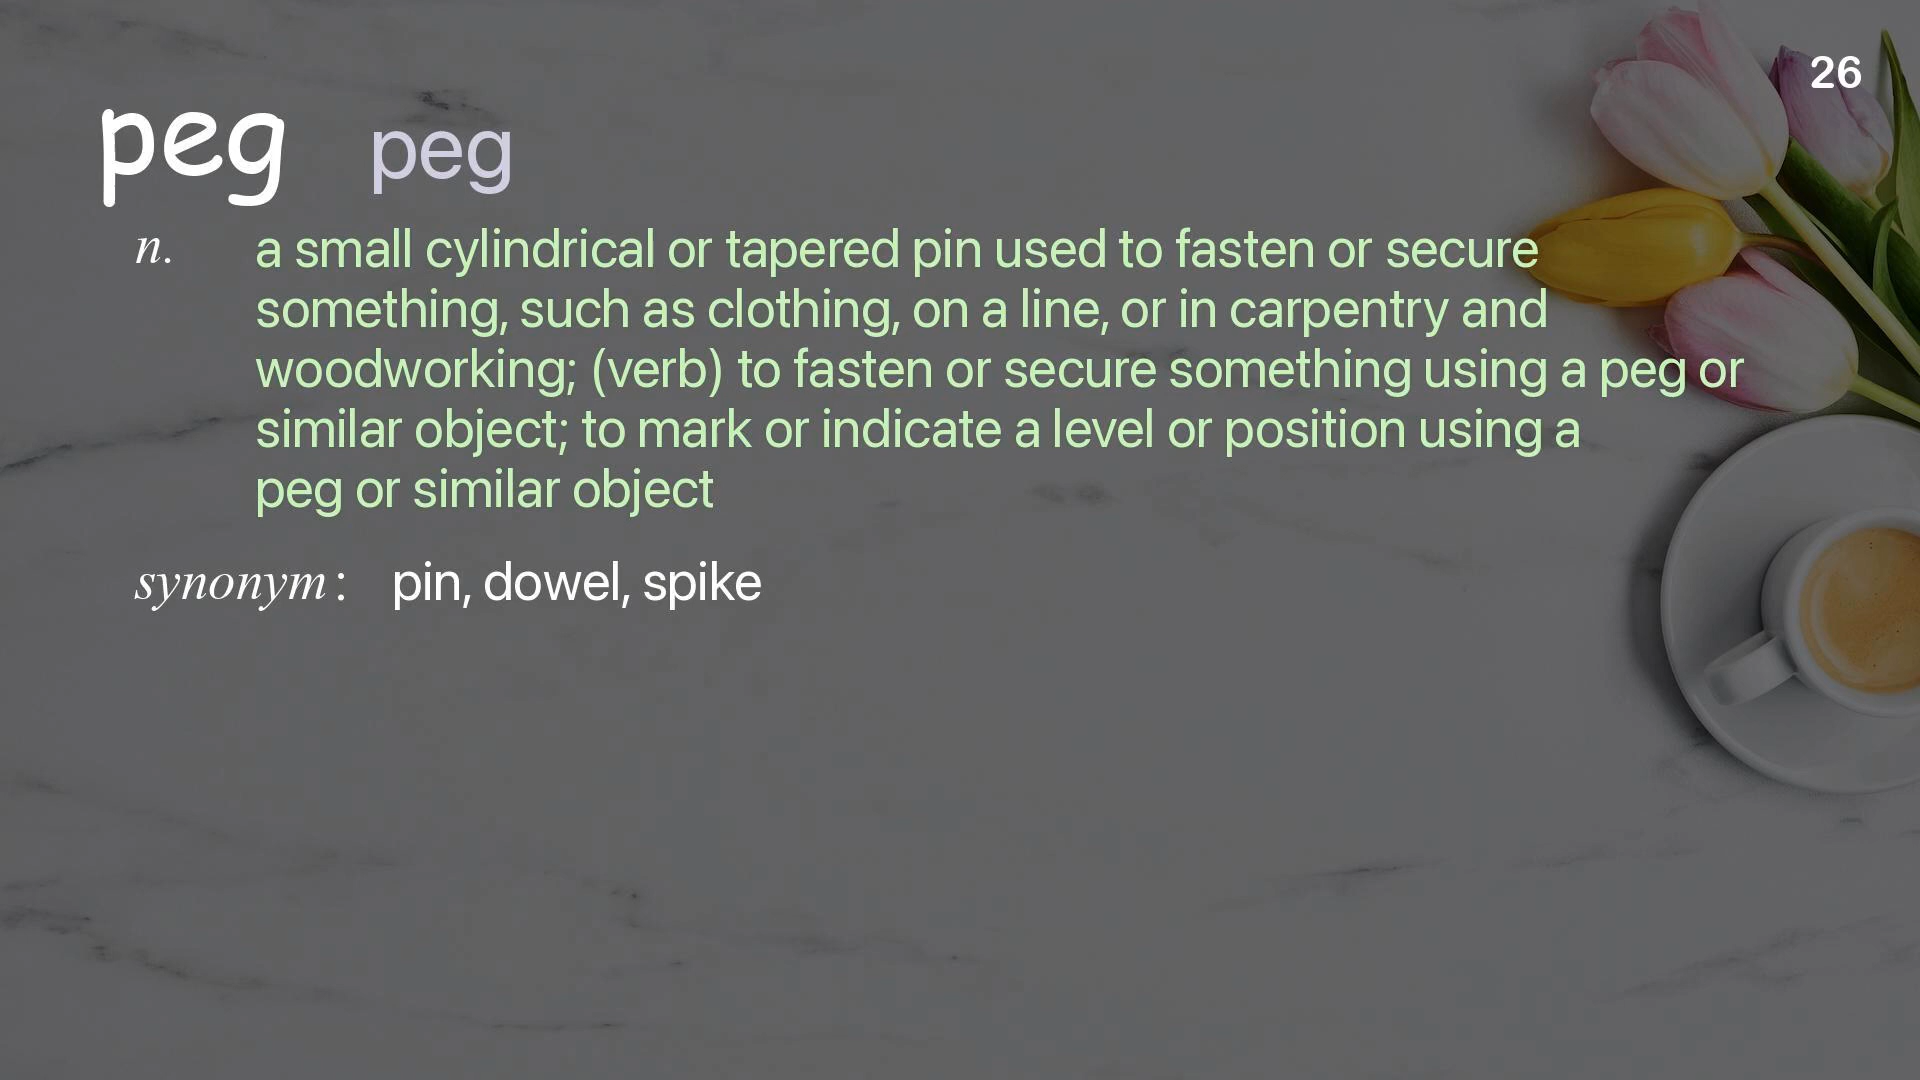 26
peg peg
n. a small cylindrical or tapered pin used to fasten or secure
something, such as clothing, on a line, or in carpentry and
woodworking; (verb) to fasten or secure something using a peg or
similar object; to mark or indicate a level or position using a
peg or similar object
synonym: pin, dowel, spike